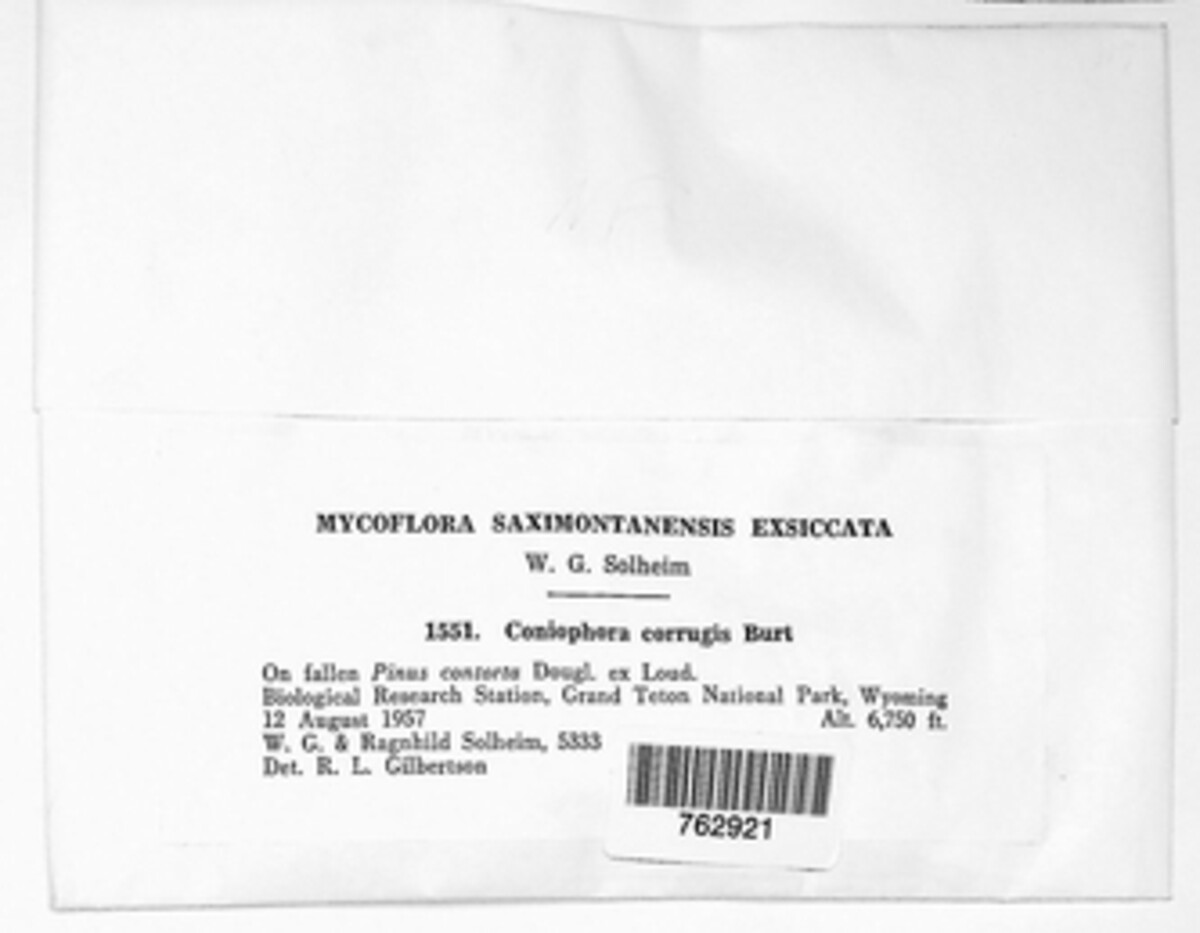 MYCOFLORA SAXIMONTANENSIS EXSICCATA
W. G. Solheim
1551. Coniophora corrugis Burt
On fallen Pinus contorta Dougl. ex Loud.
Biological Research Station, Grand Teton National Park, Wyoming
12 August 1957 Alt. 6,750 ft.
W. G. & Ragnhild Solheim, 5333
Det. R. L. Gilbertson
762921